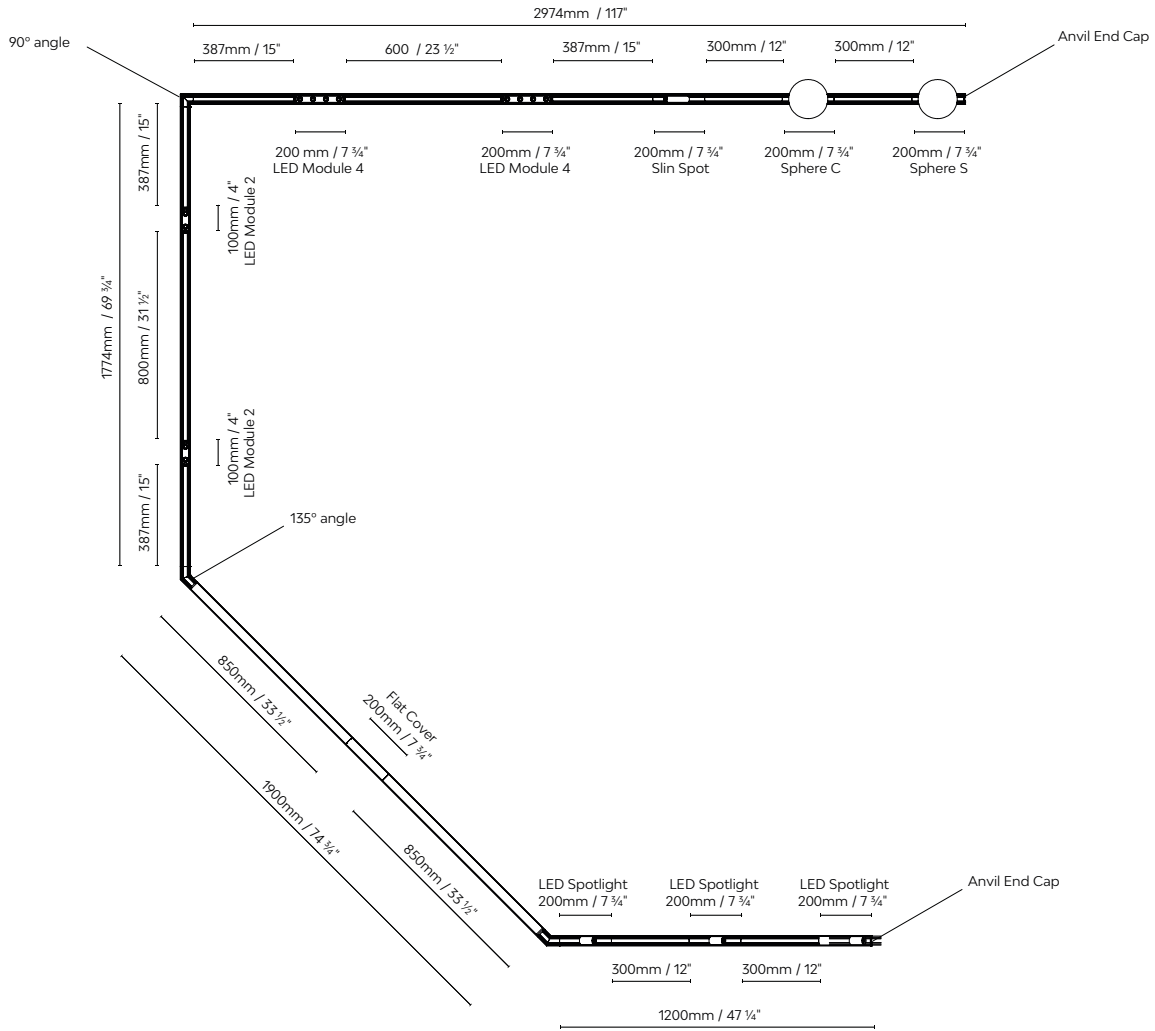 2974mm / 117"
90º angle
387mm / 15"
600 / 23 ½"
387mm / 15"
300mm / 12"
300mm / 12"
Anvil End Cap
200 mm / 7 ¾"
LED Module 4
200mm / 7 ¾"
LED Module 4
200mm / 7 ¾"
Slin Spot
200mm / 7 ¾"
Sphere C
200mm / 7 ¾"
Sphere S
387mm / 15"
100mm / 4"
LED Module 2
1774mm / 69 ¾"
800mm / 31 ½"
100mm / 4"
LED Module 2
387mm / 15"
135º angle
850mm / 33 ½"
Flat Cover
200mm / 7 ¾"
1900mm / 74 ¾"
850mm / 33 ½"
LED Spotlight
200mm / 7 ¾"
LED Spotlight
200mm / 7 ¾"
LED Spotlight
200mm / 7 ¾"
Anvil End Cap
300mm / 12"
300mm / 12"
1200mm / 47 ¼"